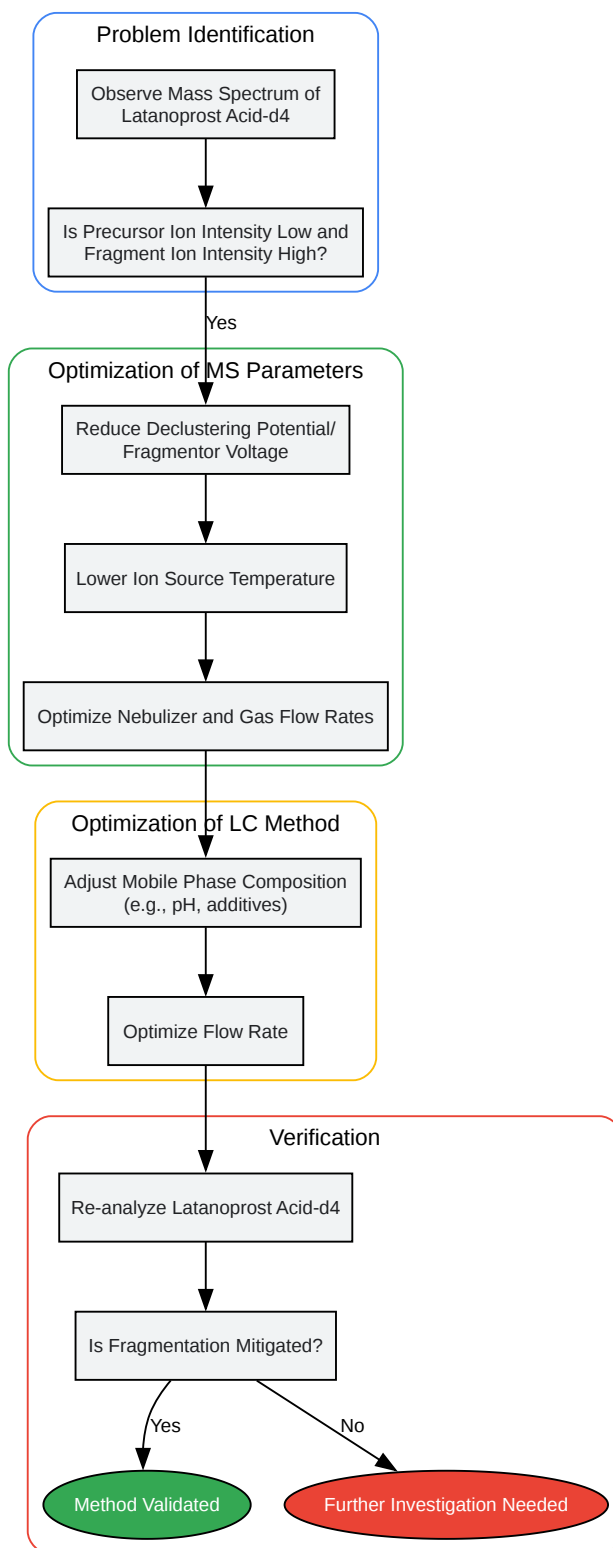 Problem Identification
Observe Mass Spectrum of
Latanoprost Acid-d4
Is Precursor Ion Intensity Low and
Fragment Ion Intensity High?
Yes
Optimization of MS Parameters
Reduce Declustering Potential/
Fragmentor Voltage
Lower Ion Source Temperature
Optimize Nebulizer and Gas Flow Rates
Optimization of LC Method
Adjust Mobile Phase Composition
(e.g., pH, additives)
Optimize Flow Rate
Verification
Re-analyze Latanoprost Acid-d4
Is Fragmentation Mitigated?
Yes
No
Method Validated
Further Investigation Needed